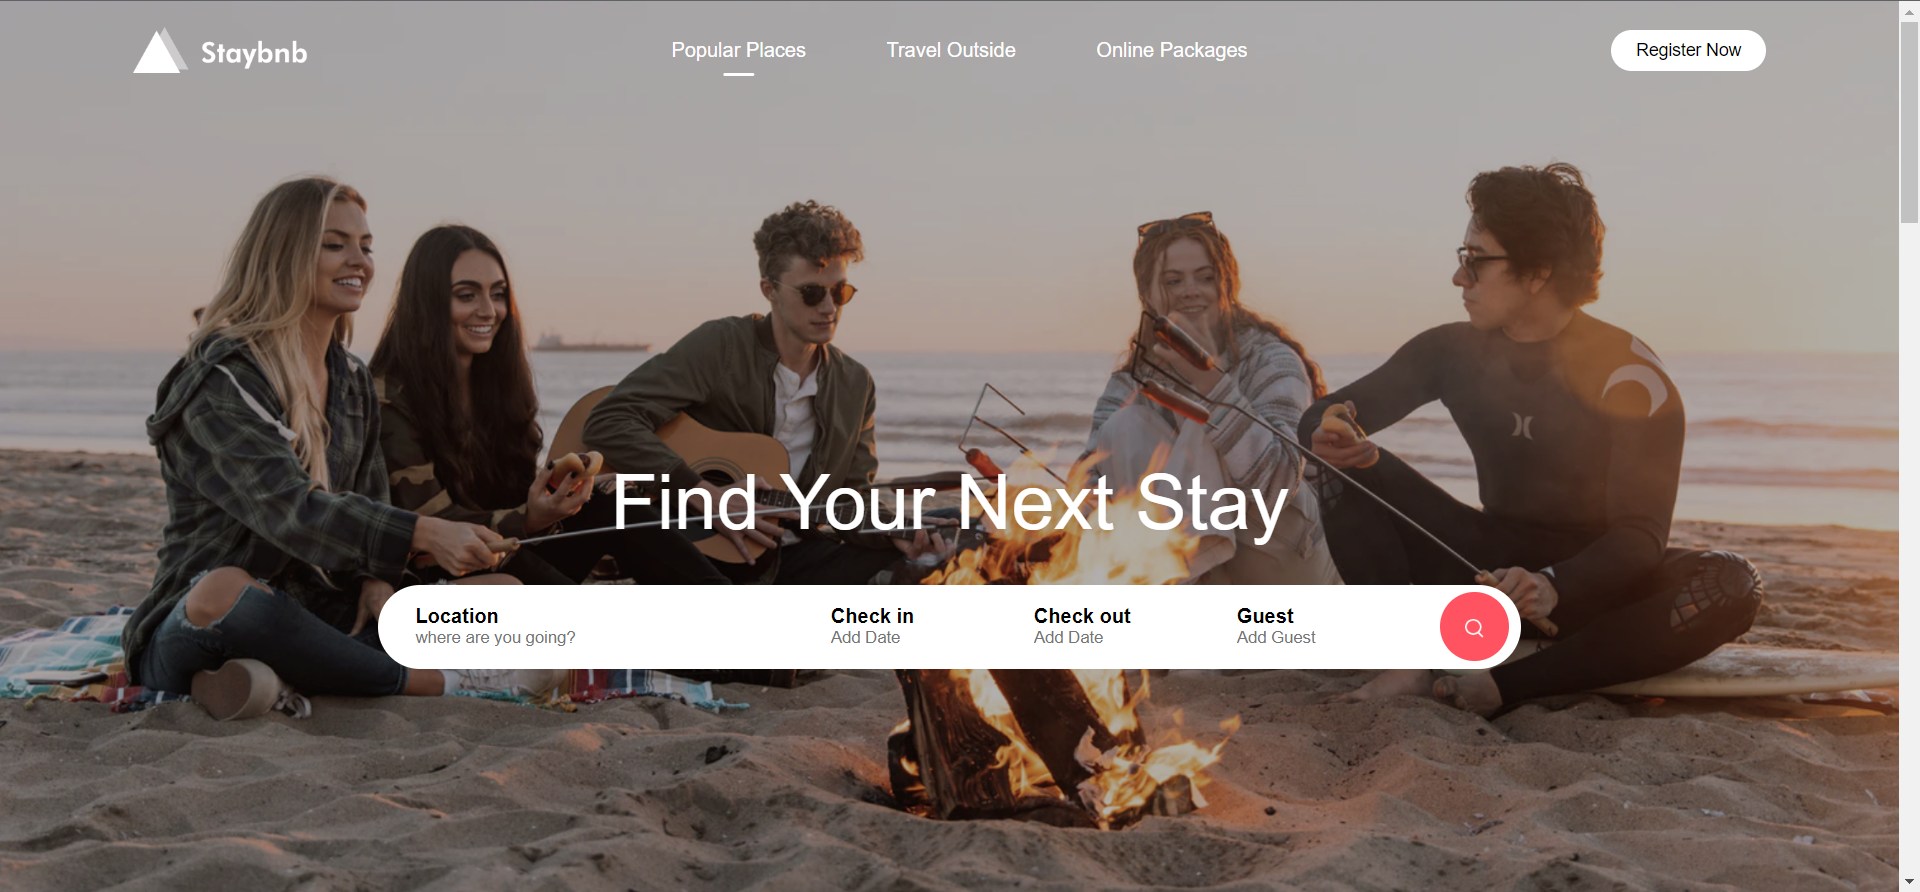 Staybnb
Popular Places
Travel Outside
Online Packages
Register Now
Find Your Next Stay
Location
where are you going?
Check in
Add Date
Check out
Add Date
Guest
Add Guest